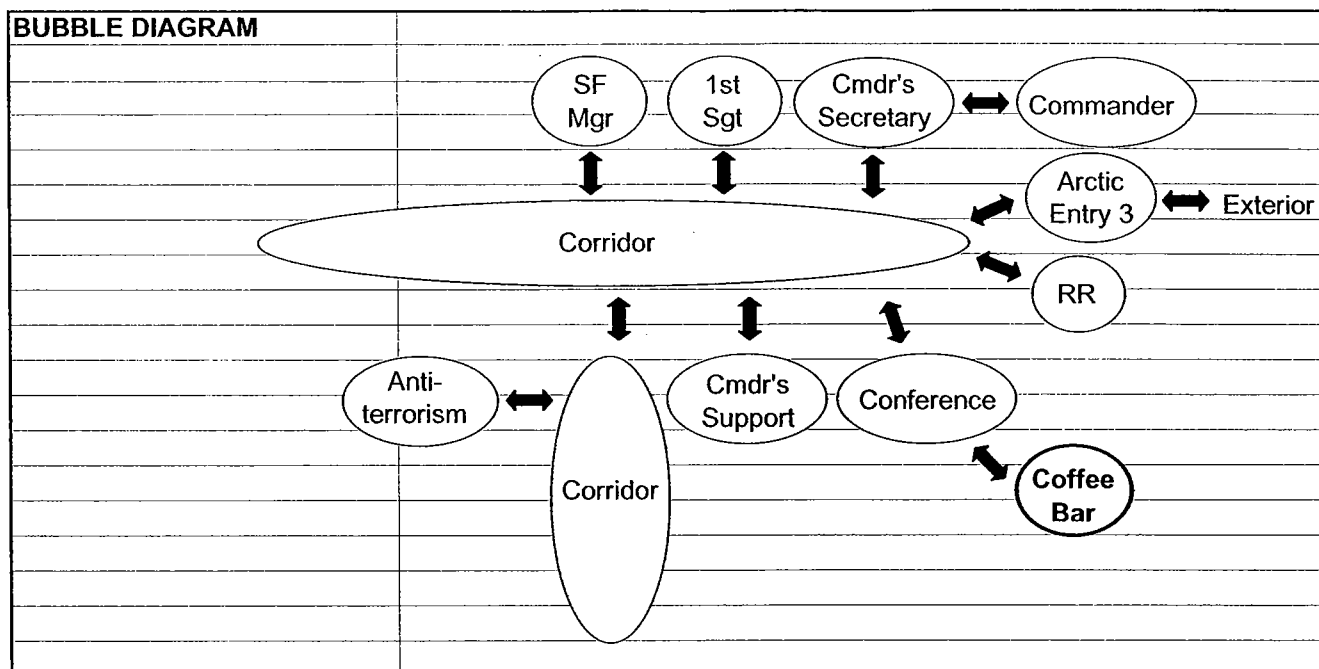 BUBBLE DIAGRAM
SF
Mgr
1st
Sgt
Cmdr's
Secretary
Commander
Arctic
Entry 3
Exterior
Corridor
RR
Anti-
terrorism
Cmdr's
Support
Conference
Corridor
Coffee
Bar